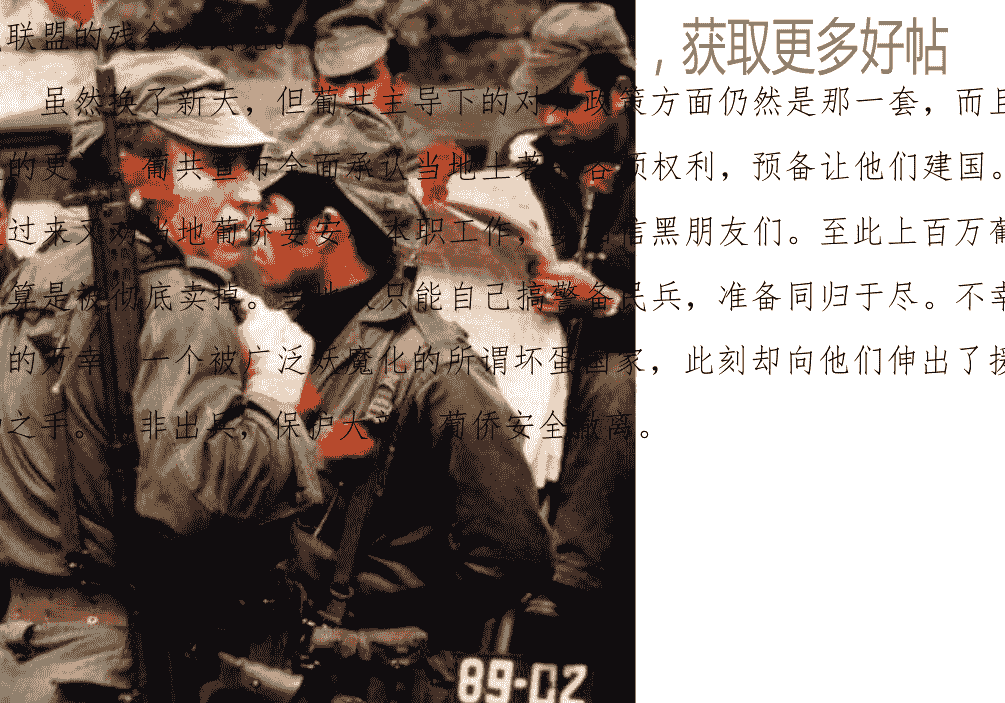 联盟的残余
，获取更多好帖
虽然换了新天，但葡共主导下的对 政策方面仍然是那一套，而且
的更 葡共宣布全面承认当地土著 各项权利，预备让他们建国。
过来又劝当地葡侨要安 本职工作， 信黑朋友们。至此上百万葡
算是被彻底卖掉。当地 只能自己搞警备民兵，准备同归于尽。不幸
的万幸 一个被广泛妖魔化的所谓坏蛋国家，此刻却向他们伸出了援
之手。 非出兵，保护大部 葡侨安全撤离。
89-02